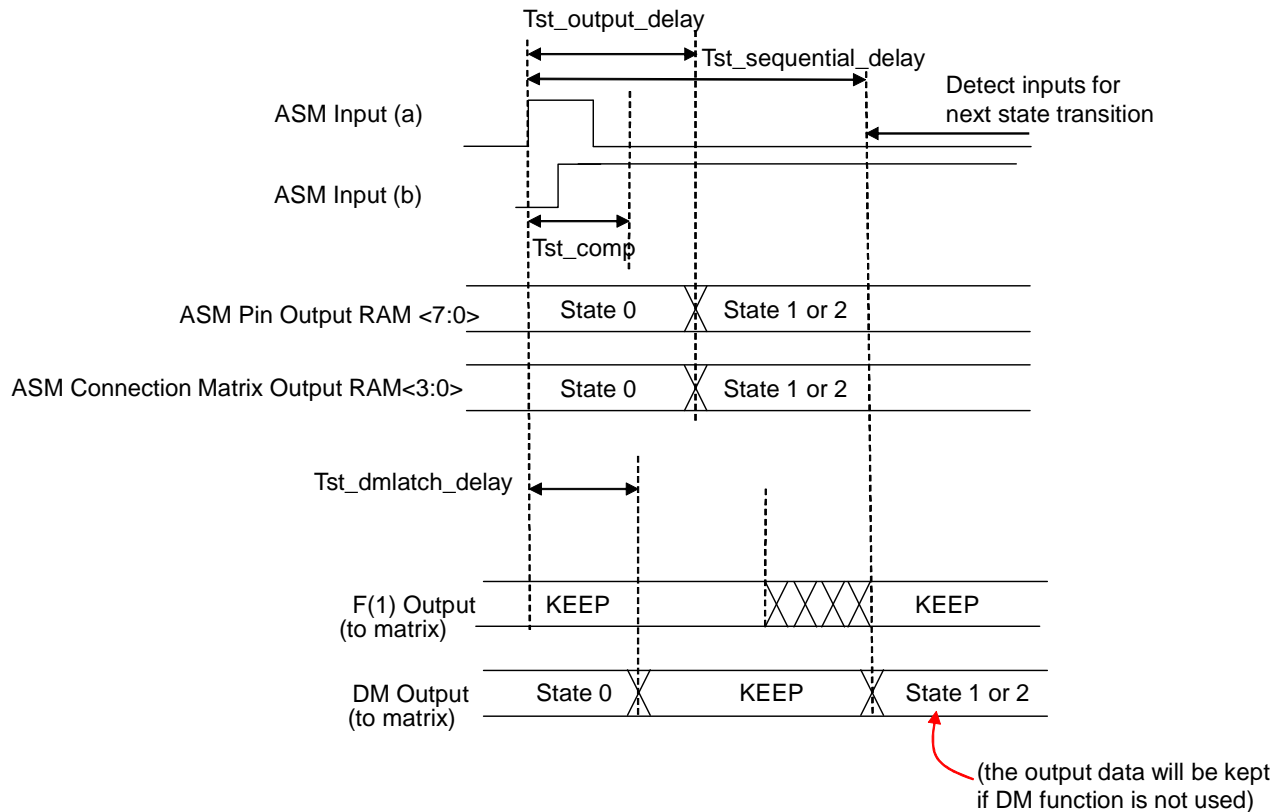 Tst_output_delay
Tst_sequential_delay
Detect inputs for
next state transition
ASM Input (a)
ASM Input (b)
Tst_comp
ASM Pin Output RAM <7:0>
State 0
State 1 or 2
ASM Connection Matrix Output RAM<3:0>
State 0
State 1 or 2
Tst_dmlatch_delay
F(1) Output
(to matrix)
KEEP
KEEP
DM Output
(to matrix)
State 0
KEEP
State 1 or 2
(the output data will be kept
if DM function is not used)